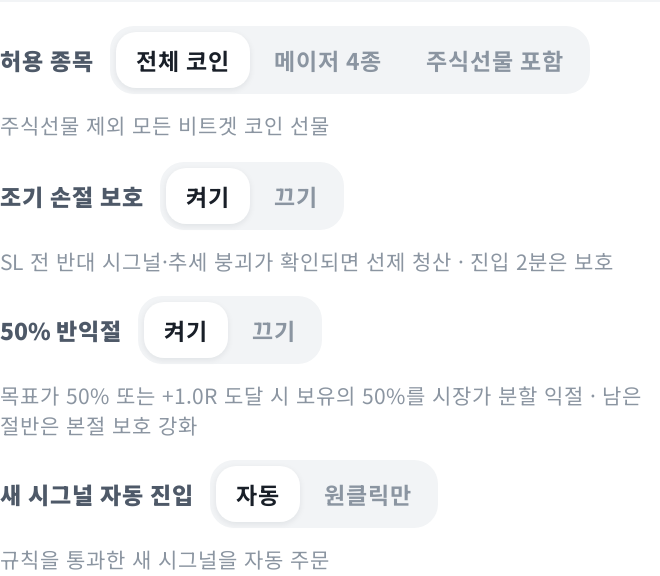 허용 종목 전체 코인 메이저 4종 주식선물 포함
주식선물 제외 모든 비트겟 코인 선물
조기 손절 보호 켜기 끄기
SL 전 반대 시그널·추세 붕괴가 확인되면 선제 청산 · 진입 2분은 보호
50% 반익절 켜기 끄기
목표가 50% 또는 +1.0R 도달 시 보유의 50%를 시장가 분할 익절 · 남은
절반은 본절 보호 강화
새 시그널 자동 진입 자동 원클릭만
규칙을 통과한 새 시그널을 자동 주문